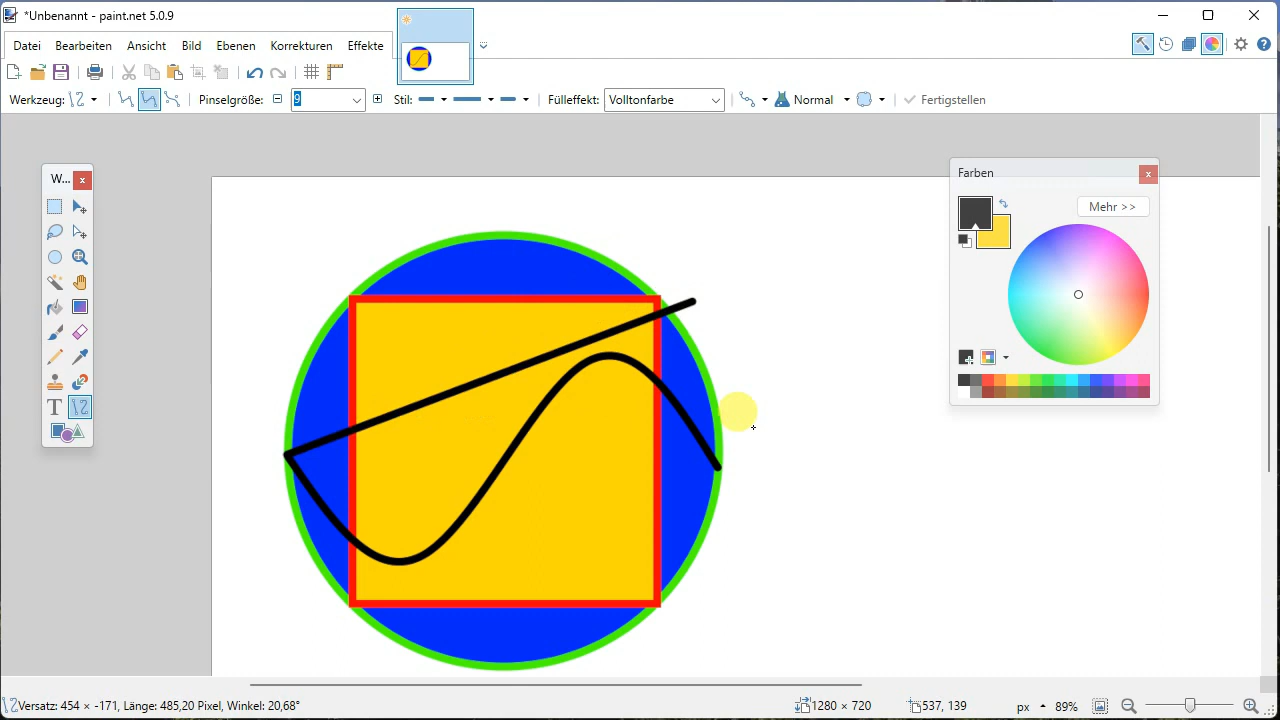 *Unbenannt - paint.net 5.0.9
Datei Bearbeiten Ansicht Bild Ebenen Korrekturen Effekte
Werkzeug: Pinselgröße: 9 Stil: Fülleffekt: Volltonfarbe Normal Fertigstellen
W...
Farben
Mehr >>
T
Versatz: 454 × -171, Länge: 485,20 Pixel, Winkel: 20,68° 1280 × 720 537, 139 px 89%